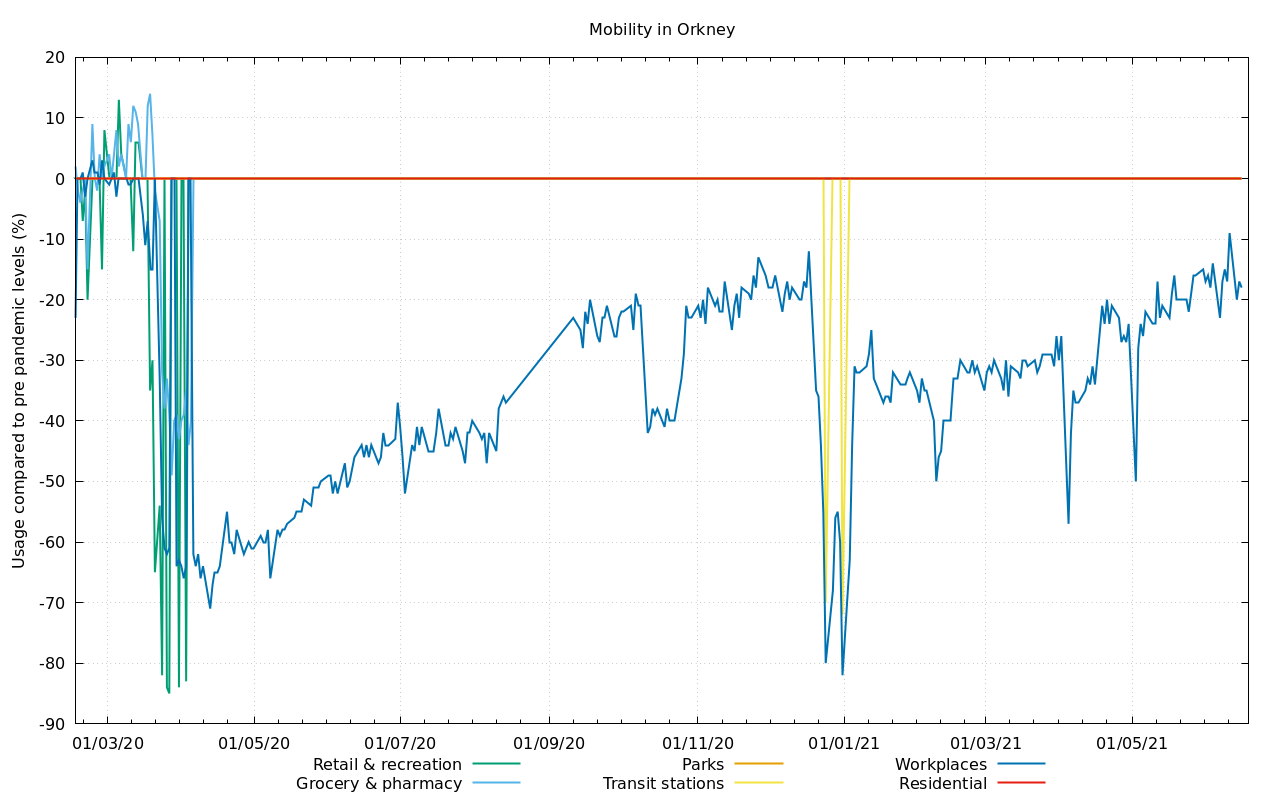 Mobility in Orkney
Usage compared to pre pandemic levels (%)
20
10
0
-10
-20
-30
-40
-50
-60
-70
-80
-90
01/03/20 01/05/20 01/07/20 01/09/20 01/11/20 01/01/21 01/03/21 01/05/21
Retail & recreation Parks Workplaces
Grocery & pharmacy Transit stations Residential